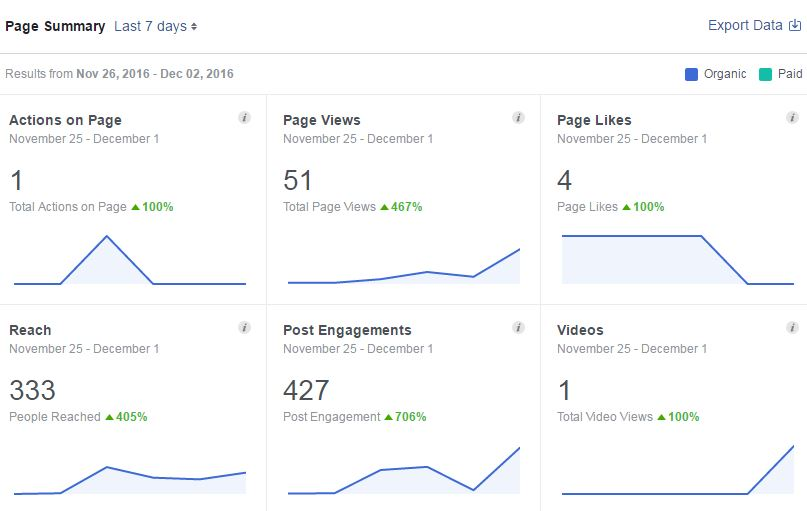 Page Summary Last 7 days
Export Data
Results from Nov 26, 2016 - Dec 02, 2016
Organic Paid
Actions on Page i
November 25 - December 1
1
Total Actions on Page 100%
Page Views i
November 25 - December 1
51
Total Page Views 467%
Page Likes i
November 25 - December 1
4
Page Likes 100%
Reach i
November 25 - December 1
333
People Reached 405%
Post Engagements i
November 25 - December 1
427
Post Engagement 706%
Videos i
November 25 - December 1
1
Total Video Views 100%